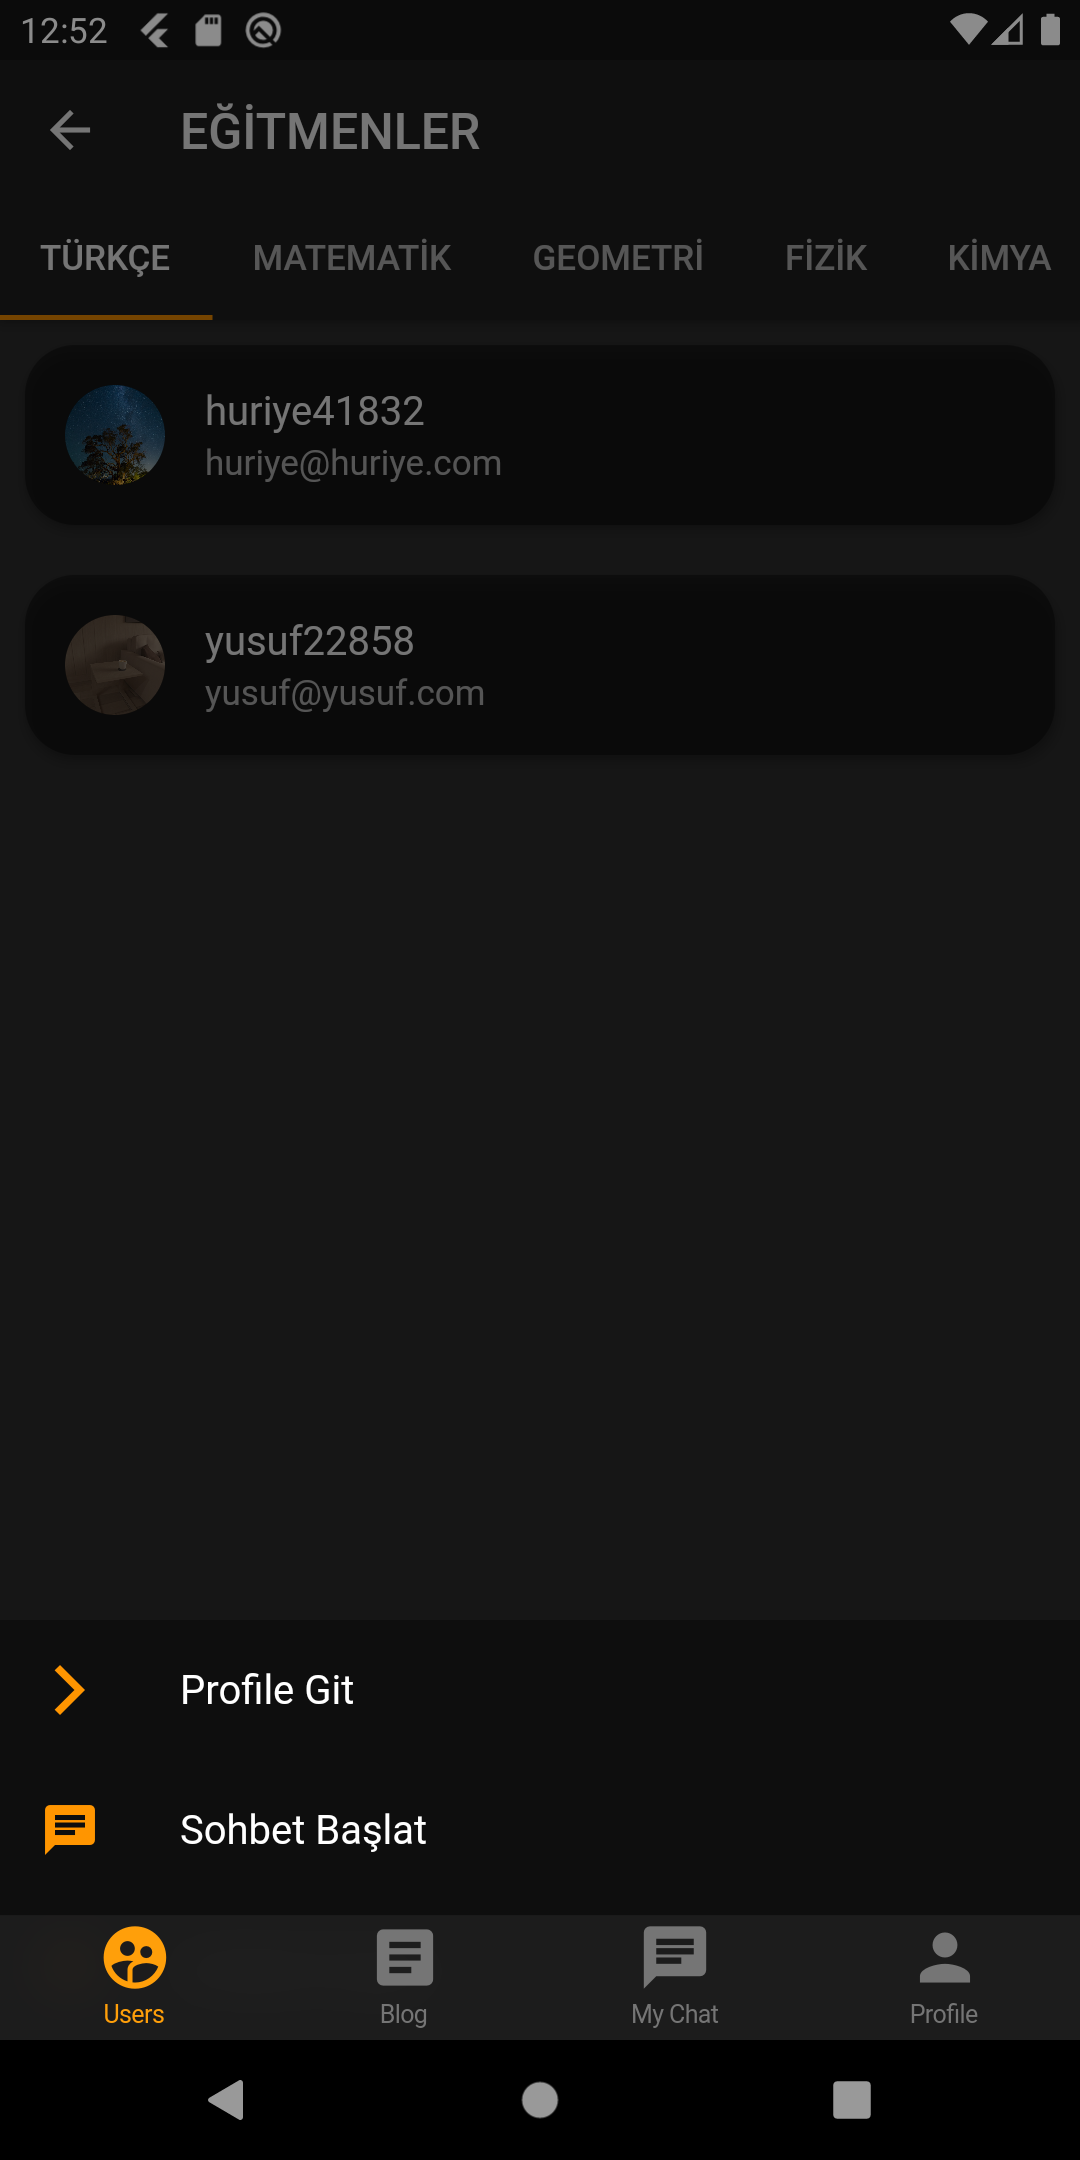 12:52
EĞİTMENLER
TÜRKÇE MATEMATİK GEOMETRİ FİZİK KİMYA
huriye41832
huriye@huriye.com
yusuf22858
yusuf@yusuf.com
Profile Git
Sohbet Başlat
Users Blog My Chat Profile